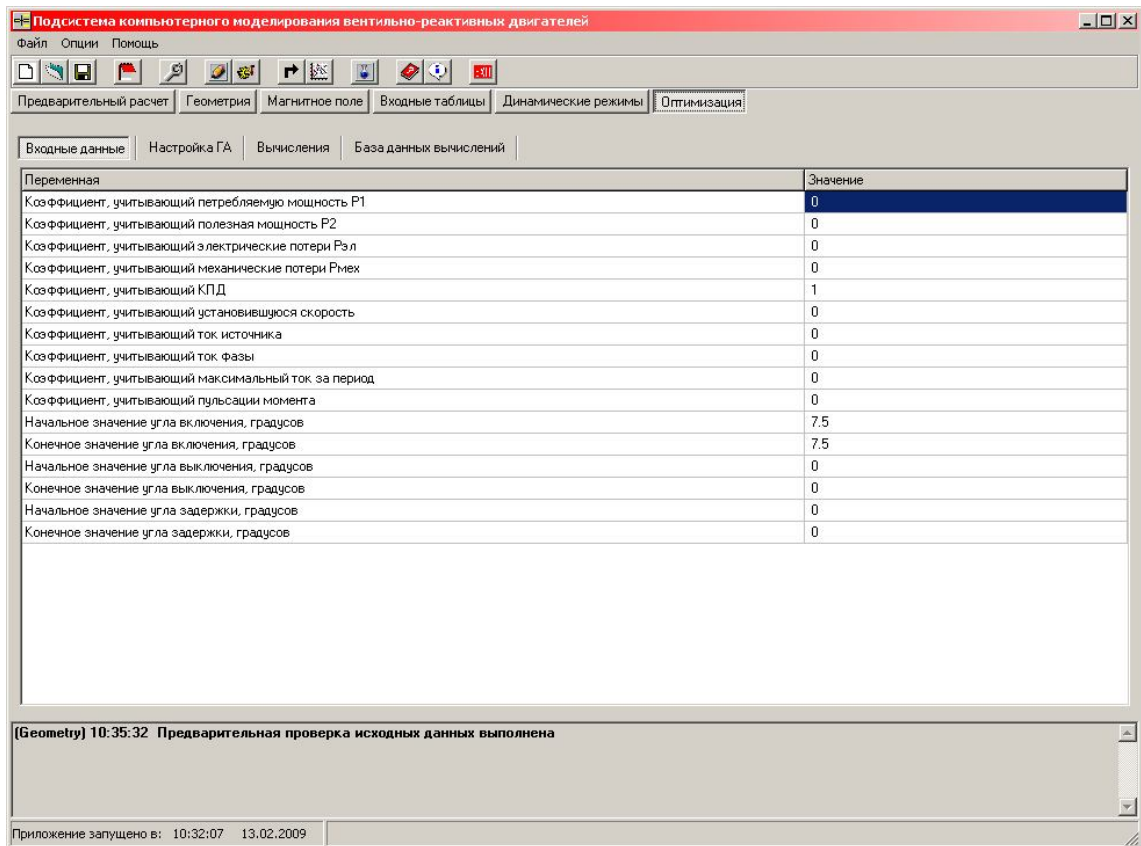 Подсистема компьютерного моделирования вентильно-реактивных двигателей
Файл Опции Помощь
Предварительный расчет Геометрия Магнитное поле Входные таблицы Динамические режимы Оптимизация
Входные данные Настройка ГА Вычисления База данных вычислений
Переменная Значение
Коэффициент, учитывающий петребляемую мощность P1 0
Коэффициент, учитывающий полезная мощность P2 0
Коэффициент, учитывающий электрические потери Рэл 0
Коэффициент, учитывающий механические потери Рмех 0
Коэффициент, учитывающий КПД 1
Коэффициент, учитывающий установившуюся скорость 0
Коэффициент, учитывающий ток источника 0
Коэффициент, учитывающий ток фазы 0
Коэффициент, учитывающий максимальный ток за период 0
Коэффициент, учитывающий пульсации момента 0
Начальное значение угла включения, градусов 7.5
Конечное значение угла включения, градусов 7.5
Начальное значение угла выключения, градусов 0
Конечное значение угла выключения, градусов 0
Начальное значение угла задержки, градусов 0
Конечное значение угла задержки, градусов 0
(Geometry) 10:35:32 Предварительная проверка исходных данных выполнена
Приложение запущено в: 10:32:07 13.02.2009